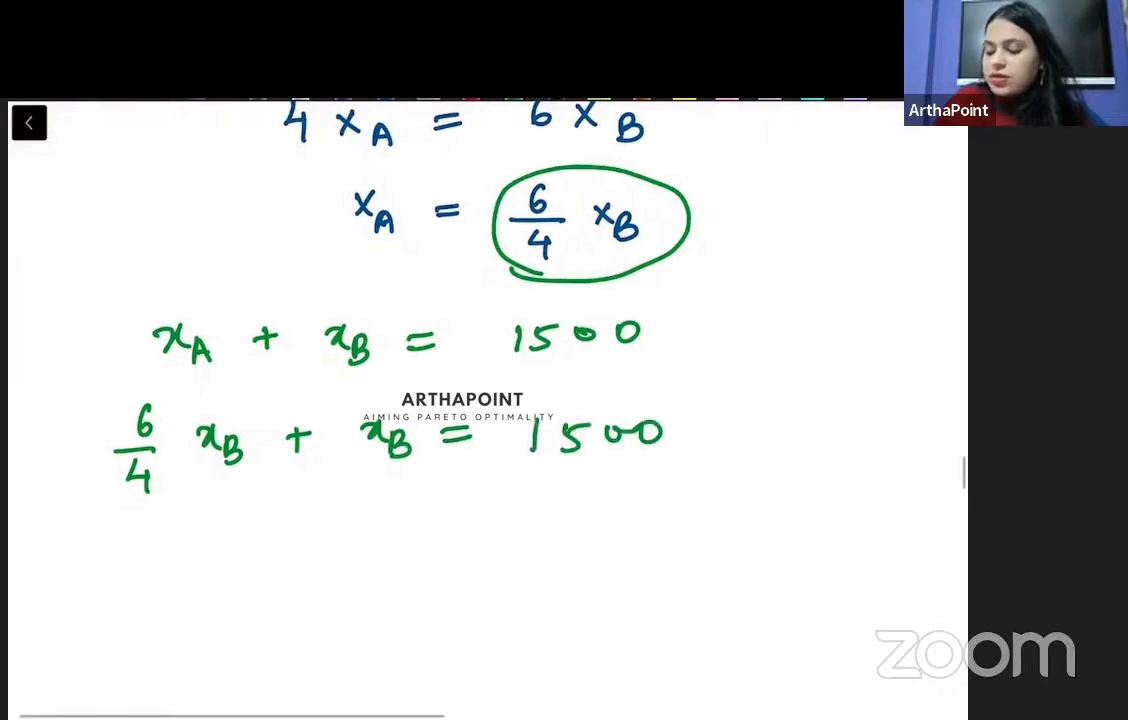 ArthaPoint
4 x_A = 6 x_B
x_A = 6/4 x_B
x_A + x_B = 1500
ARTHAPOINT
AIMING PARETO OPTIMALITY
6/4 x_B + x_B = 1500
zoom